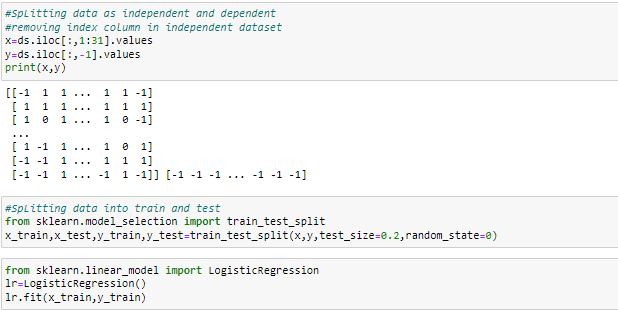 #Splitting data as independent and dependent
#removing index column in independent dataset
x=ds.iloc[:,1:31].values
y=ds.iloc[:,-1].values
print(x,y)
[[-1  1  1 ...  1  1 -1]
 [ 1  1  1 ...  1  1  1]
 [ 1  0  1 ...  1  0 -1]
 ...
 [ 1 -1  1 ...  1  0  1]
 [-1 -1  1 ...  1  1  1]
 [-1 -1  1 ... -1  1 -1]] [-1 -1 -1 ... -1 -1 -1]
#Splitting data into train and test
from sklearn.model_selection import train_test_split
x_train,x_test,y_train,y_test=train_test_split(x,y,test_size=0.2,random_state=0)
from sklearn.linear_model import LogisticRegression
lr=LogisticRegression()
lr.fit(x_train,y_train)